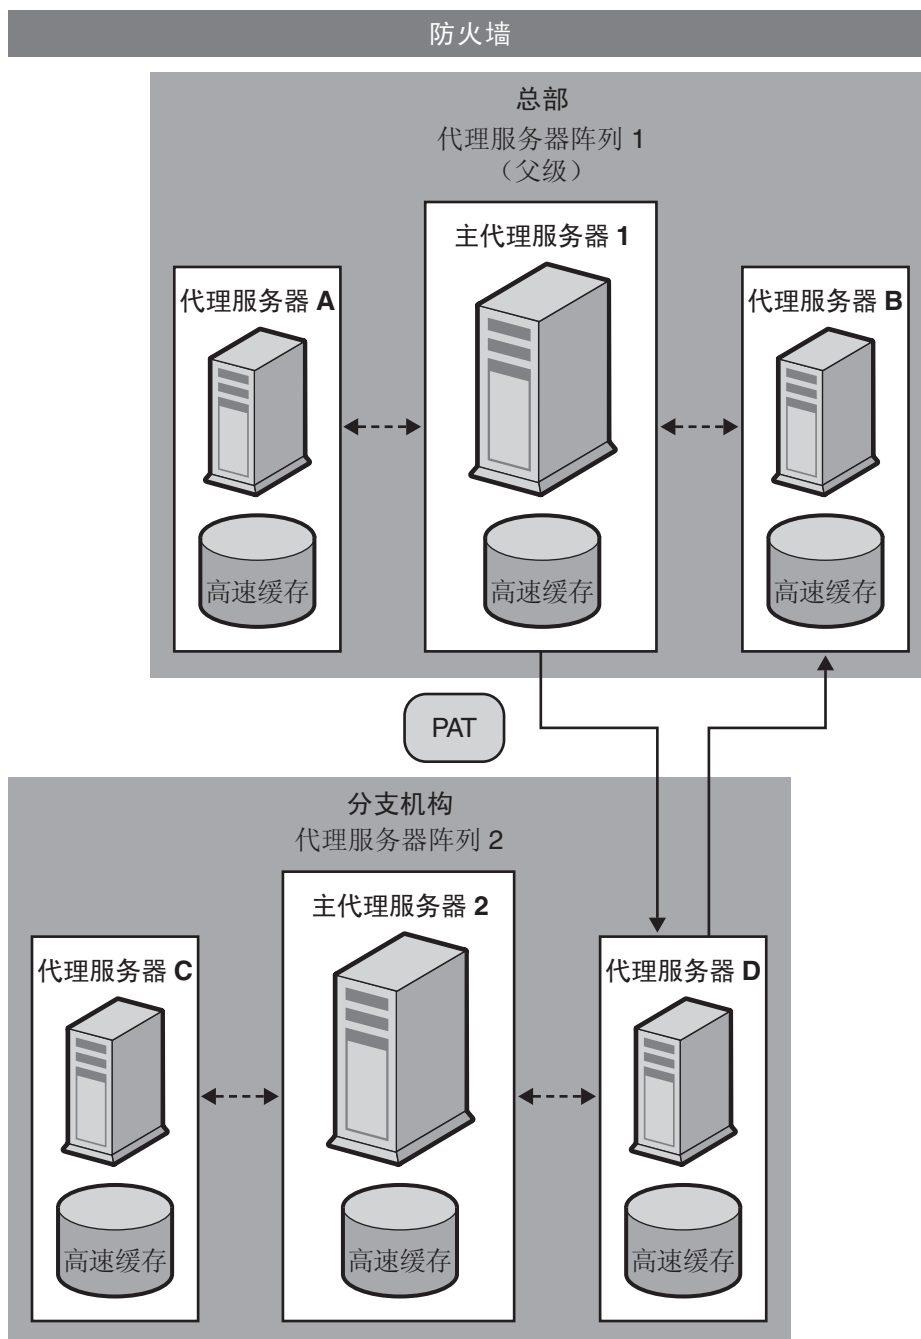 防火墙
总部
代理服务器阵列 1
（父级）
主代理服务器 1
代理服务器 A
代理服务器 B
高速缓存
高速缓存
高速缓存
PAT
分支机构
代理服务器阵列 2
主代理服务器 2
代理服务器 C
代理服务器 D
高速缓存
高速缓存
高速缓存